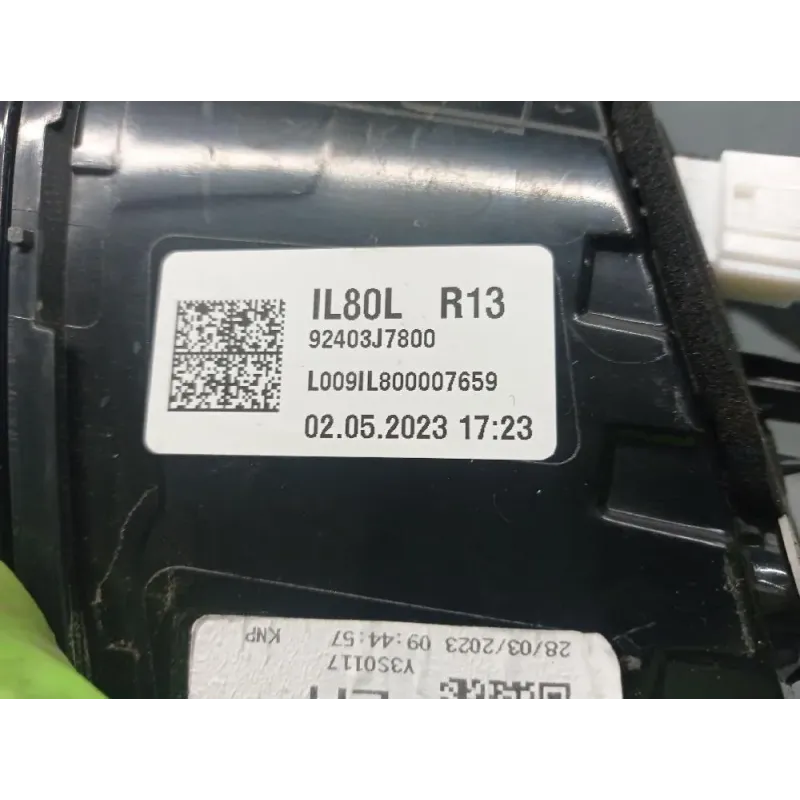 IL80L R13
92403J7800
L009IL800007659
02.05.2023 17:23
28/03/2023 09:44:57 KNP
Y3S0117